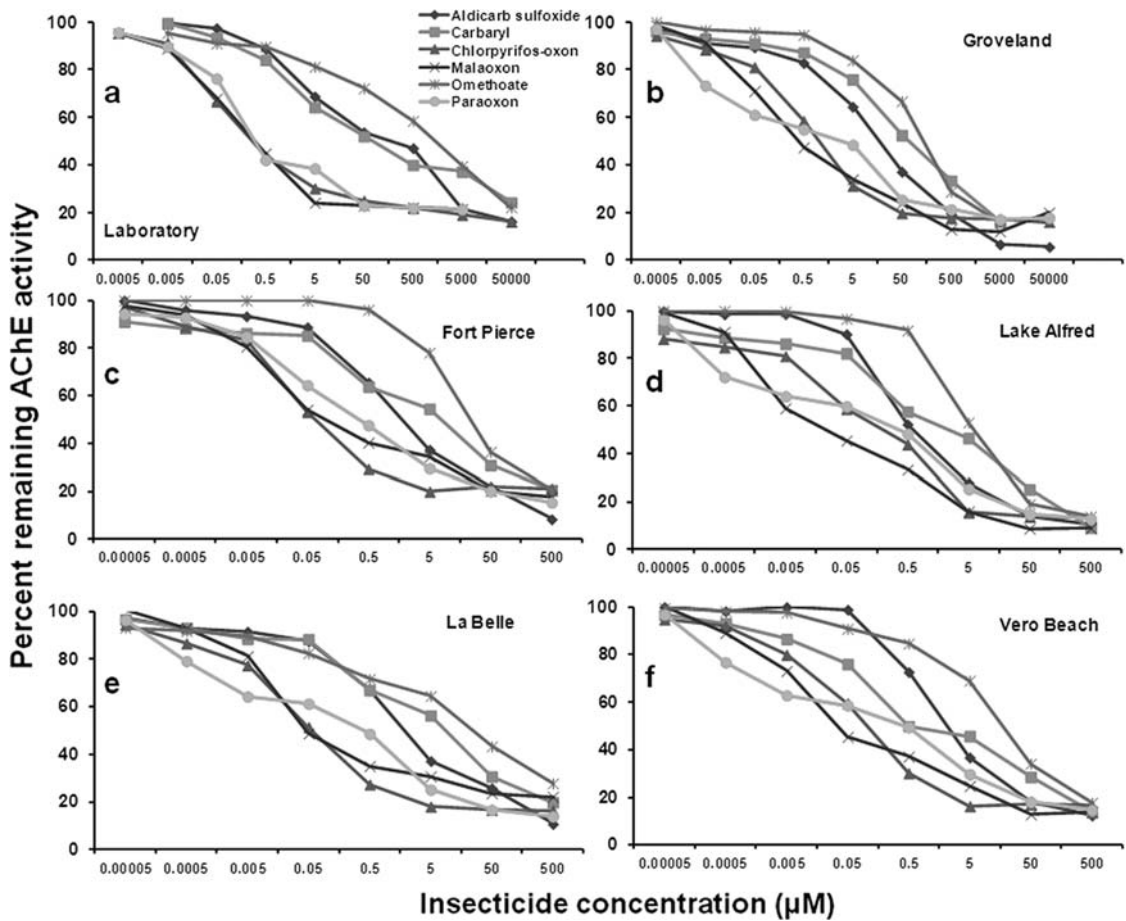 Percent remaining AChE activity
100
80
60
40
20
0
a
Laboratory
Aldicarb sulfoxide
Carbaryl
Chlorpyrifos-oxon
Malaoxon
Omethoate
Paraoxon
0.0005 0.005 0.05 0.5 5 50 500 5000 50000
100
80
60
40
20
0
b
Groveland
0.0005 0.005 0.05 0.5 5 50 500 5000 50000
100
80
60
40
20
0
c
Fort Pierce
0.00005 0.0005 0.005 0.05 0.5 5 50 500
100
80
60
40
20
0
d
Lake Alfred
0.00005 0.0005 0.005 0.05 0.5 5 50 500
100
80
60
40
20
0
e
La Belle
0.00005 0.0005 0.005 0.05 0.5 5 50 500
100
80
60
40
20
0
f
Vero Beach
0.00005 0.0005 0.005 0.05 0.5 5 50 500
Insecticide concentration (µM)